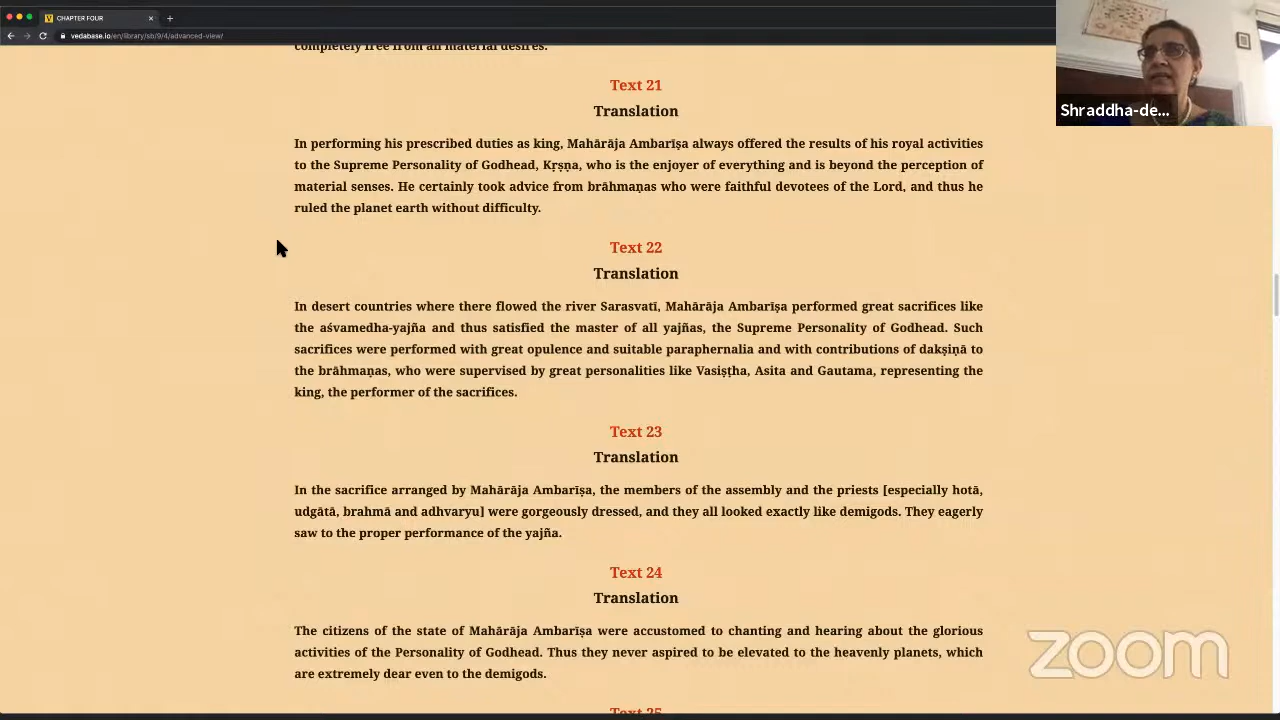 CHAPTER FOUR
vedabase.io/en/library/sb/9/4/advanced-view/
completely free from all material desires.
Shraddha-de...
Text 21
Translation
In performing his prescribed duties as king, Mahārāja Ambarīṣa always offered the results of his royal activities
to the Supreme Personality of Godhead, Kṛṣṇa, who is the enjoyer of everything and is beyond the perception of
material senses. He certainly took advice from brāhmaṇas who were faithful devotees of the Lord, and thus he
ruled the planet earth without difficulty.
Text 22
Translation
In desert countries where there flowed the river Sarasvatī, Mahārāja Ambarīṣa performed great sacrifices like
the aśvamedha-yajña and thus satisfied the master of all yajñas, the Supreme Personality of Godhead. Such
sacrifices were performed with great opulence and suitable paraphernalia and with contributions of dakṣiṇā to
the brāhmaṇas, who were supervised by great personalities like Vasiṣṭha, Asita and Gautama, representing the
king, the performer of the sacrifices.
Text 23
Translation
In the sacrifice arranged by Mahārāja Ambarīṣa, the members of the assembly and the priests [especially hotā,
udgātā, brahmā and adhvaryu] were gorgeously dressed, and they all looked exactly like demigods. They eagerly
saw to the proper performance of the yajña.
Text 24
Translation
The citizens of the state of Mahārāja Ambarīṣa were accustomed to chanting and hearing about the glorious
activities of the Personality of Godhead. Thus they never aspired to be elevated to the heavenly planets, which
are extremely dear even to the demigods.
zoom
Text 25